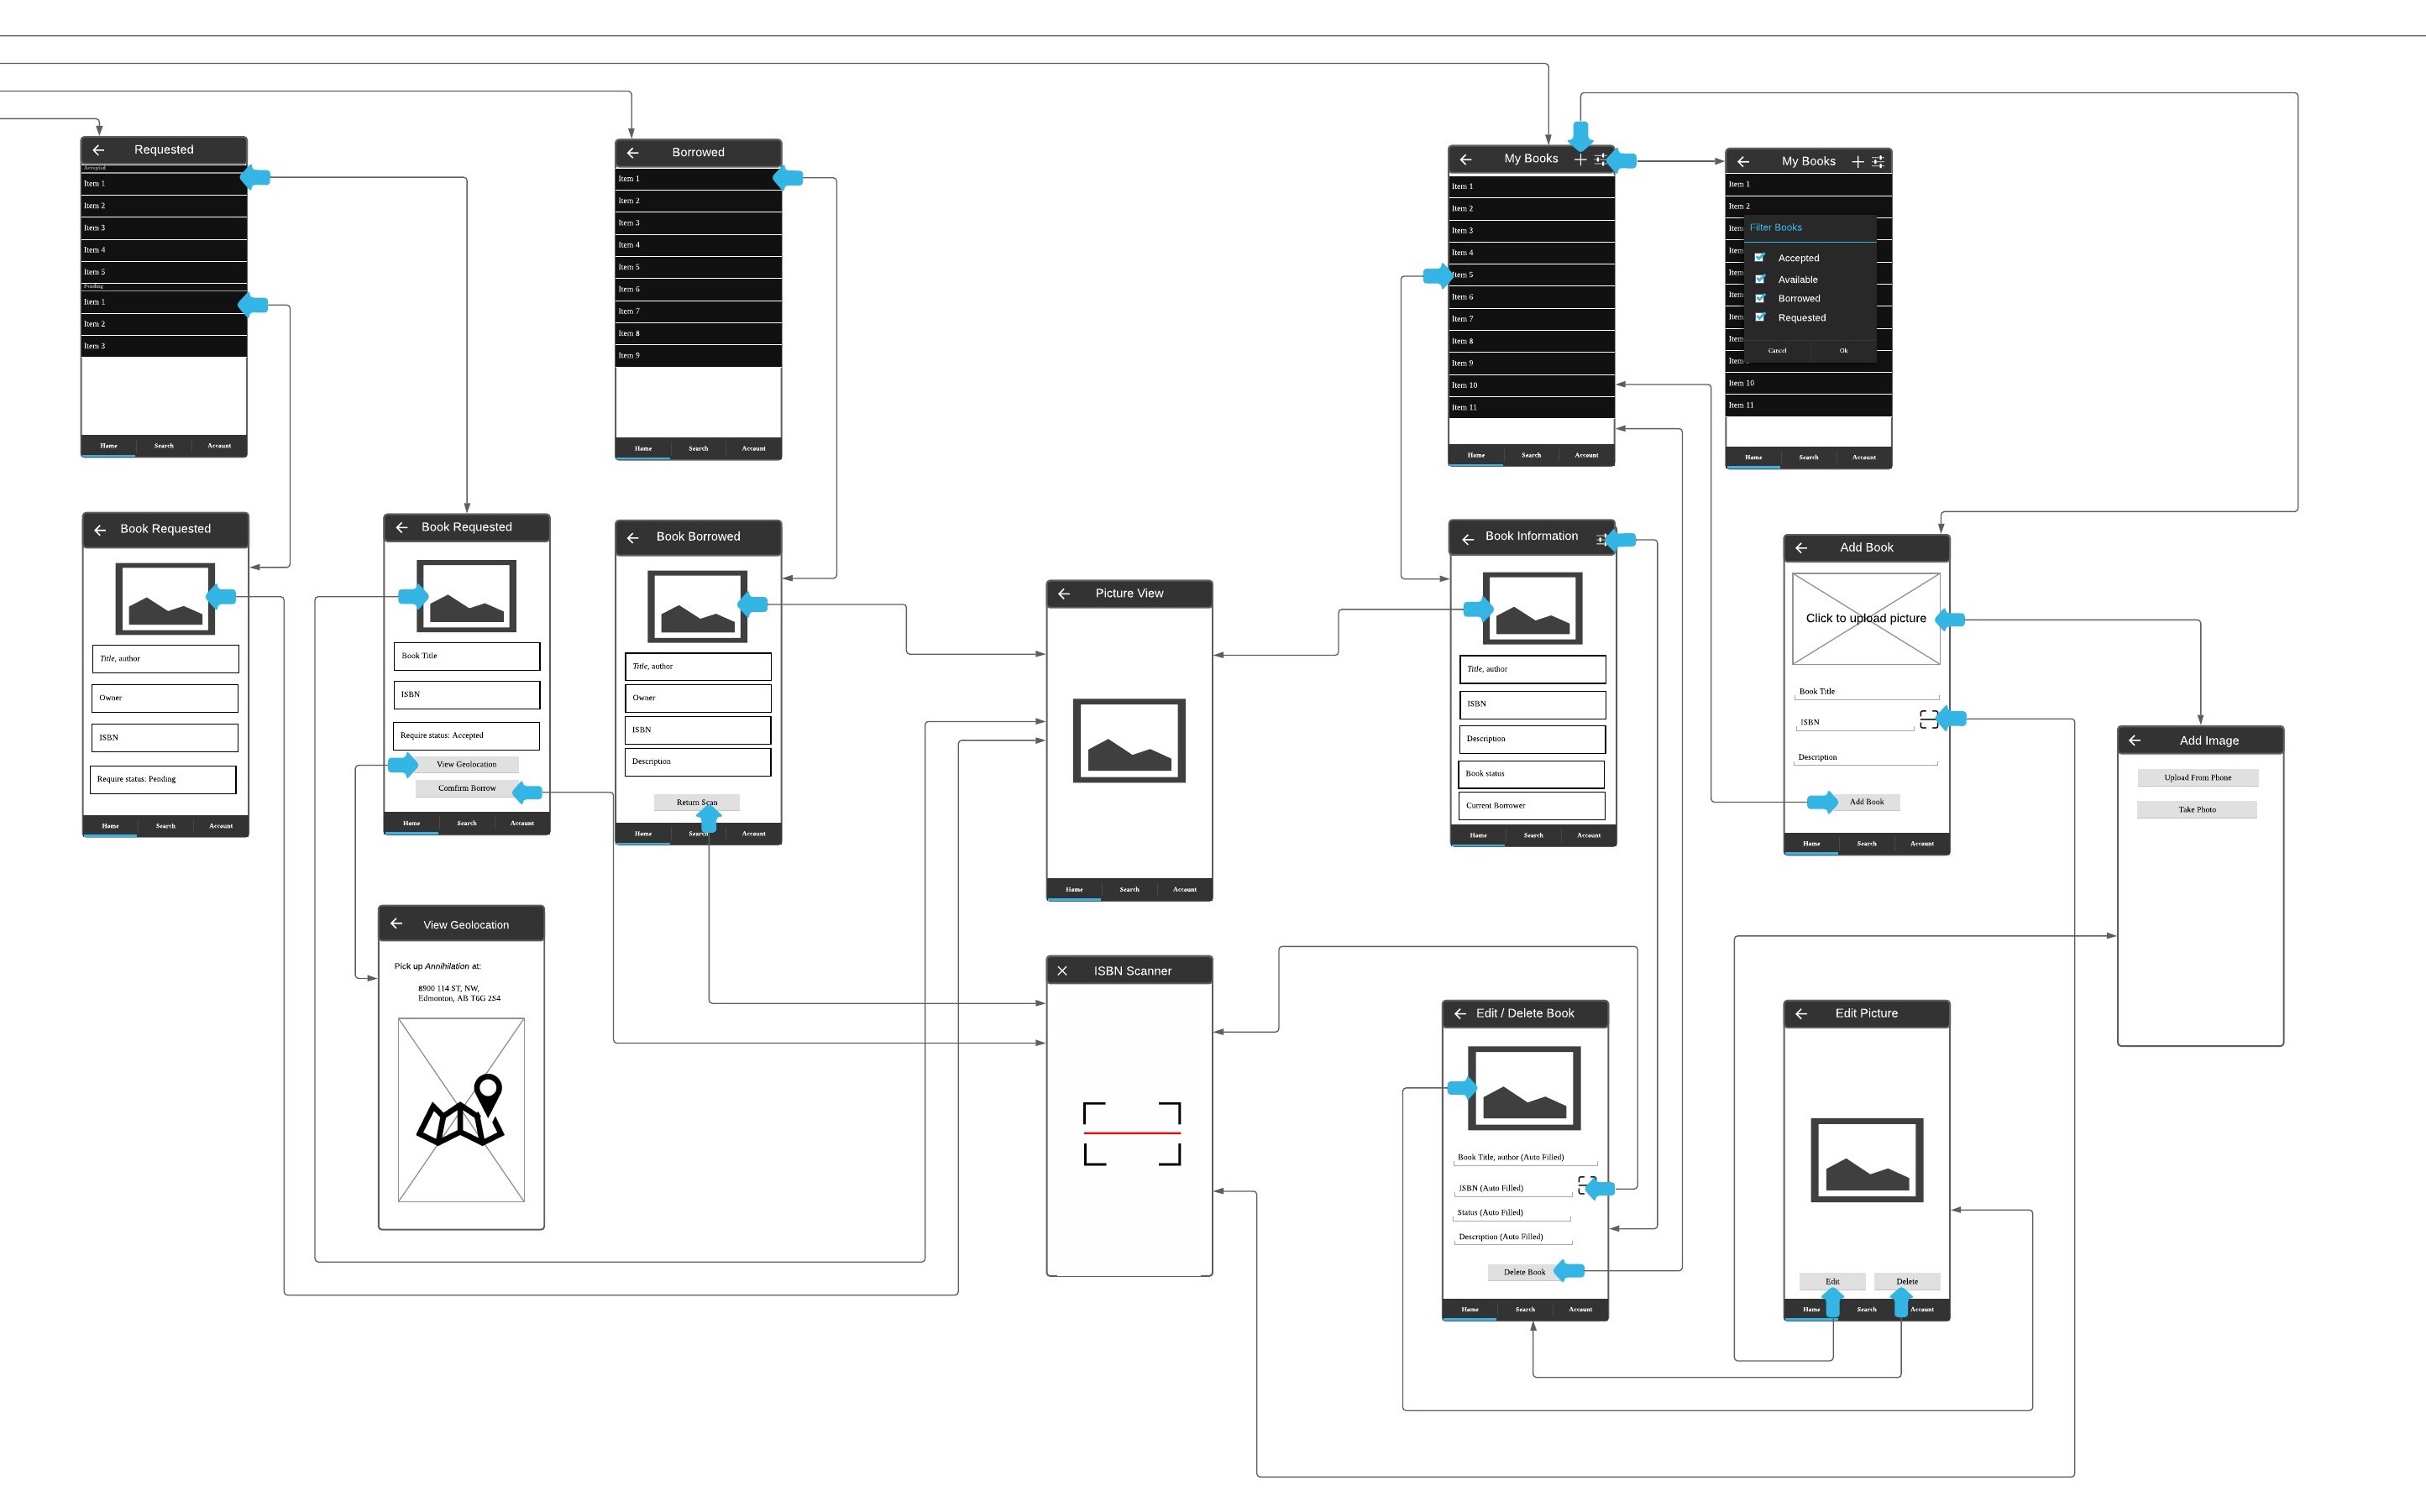 Requested
Accepted
Item 1
Item 2
Item 3
Item 4
Item 5
Pending
Item 1
Item 2
Item 3
Home Search Account
Borrowed
Item 1
Item 2
Item 3
Item 4
Item 5
Item 6
Item 7
Item 8
Item 9
Home Search Account
My Books
Item 1
Item 2
Item 3
Item 4
Item 5
Item 6
Item 7
Item 8
Item 9
Item 10
Item 11
Home Search Account
My Books
Item 1
Item 2
Item
Item
Item
Item
Item
Item
Item
Item 10
Item 11
Filter Books
Accepted
Available
Borrowed
Requested
Cancel Ok
Home Search Account
Book Requested
Title, author
Owner
ISBN
Require status: Pending
Home Search Account
Book Requested
Book Title
ISBN
Require status: Accepted
View Geolocation
Comfirm Borrow
Home Search Account
Book Borrowed
Title, author
Owner
ISBN
Description
Return Scan
Home Search Account
Picture View
Home Search Account
Book Information
Title, author
ISBN
Description
Book status
Current Borrower
Home Search Account
Add Book
Click to upload picture
Book Title
ISBN
Description
Add Book
Home Search Account
Add Image
Upload From Phone
Take Photo
View Geolocation
Pick up Annihilation at:
8900 114 ST, NW,
Edmonton, AB T6G 2S4
ISBN Scanner
Edit / Delete Book
Book Title, author (Auto Filled)
ISBN (Auto Filled)
Status (Auto Filled)
Description (Auto Filled)
Delete Book
Home Search Account
Edit Picture
Edit Delete
Home Search Account